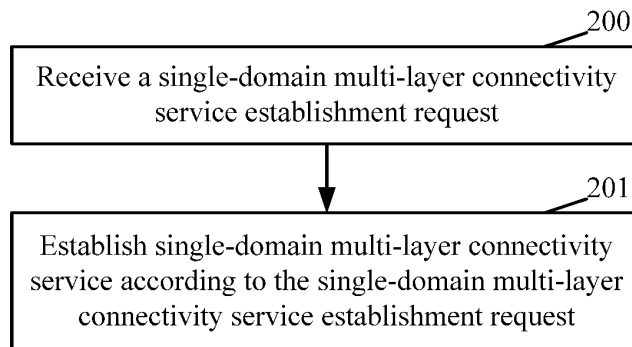 200
Receive a single-domain multi-layer connectivity
service establishment request
201
Establish single-domain multi-layer connectivity
service according to the single-domain multi-layer
connectivity service establishment request